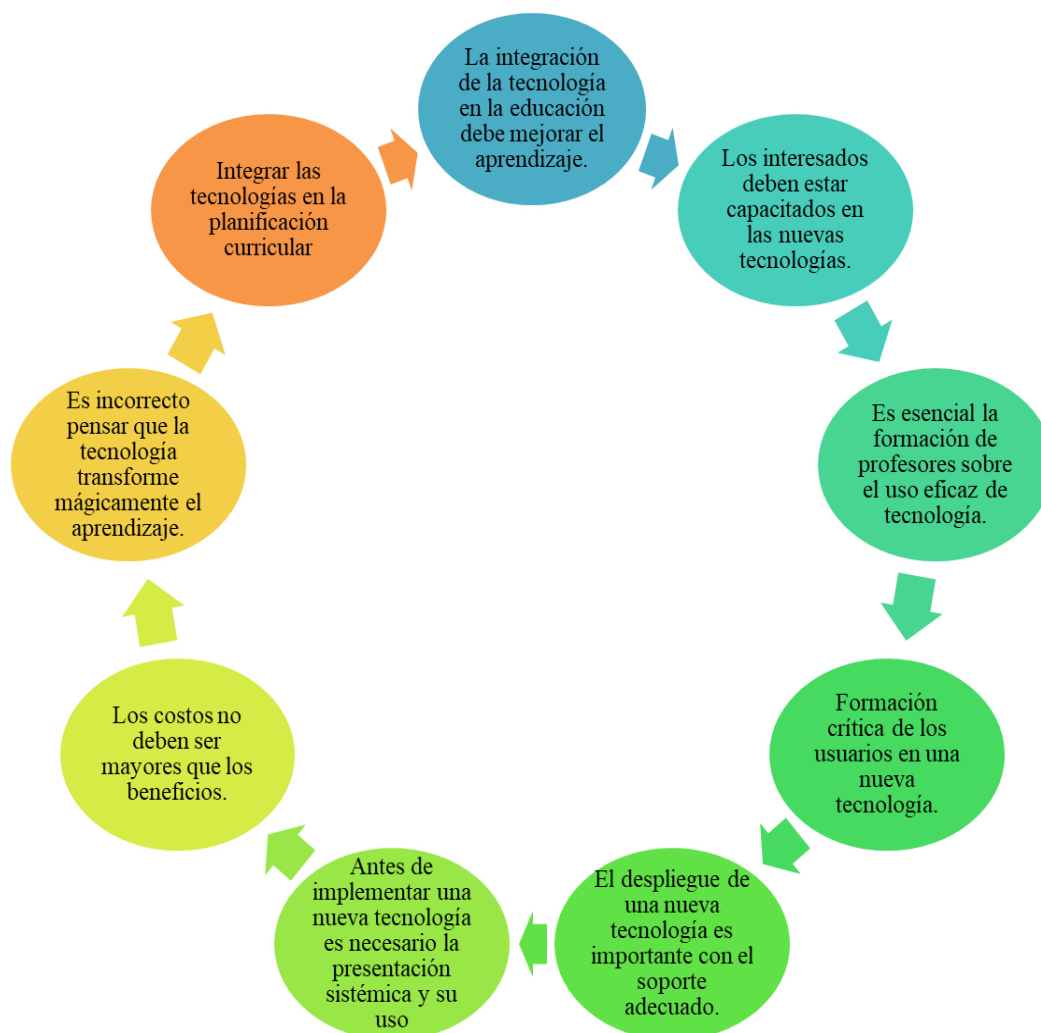 La integración
de la tecnología
en la educación
debe mejorar el
aprendizaje.
Los interesados
deben estar
capacitados en
las nuevas
tecnologías.
Es esencial la
formación de
profesores sobre
el uso eficaz de
tecnología.
Formación
crítica de los
usuarios en una
nueva
tecnología.
El despliegue de
una nueva
tecnología es
importante con el
soporte
adecuado.
Antes de
implementar una
nueva tecnología
es necesario la
presentación
sistémica y su
uso
Los costos no
deben ser
mayores que los
beneficios.
Es incorrecto
pensar que la
tecnología
transforme
mágicamente el
aprendizaje.
Integrar las
tecnologías en la
planificación
curricular